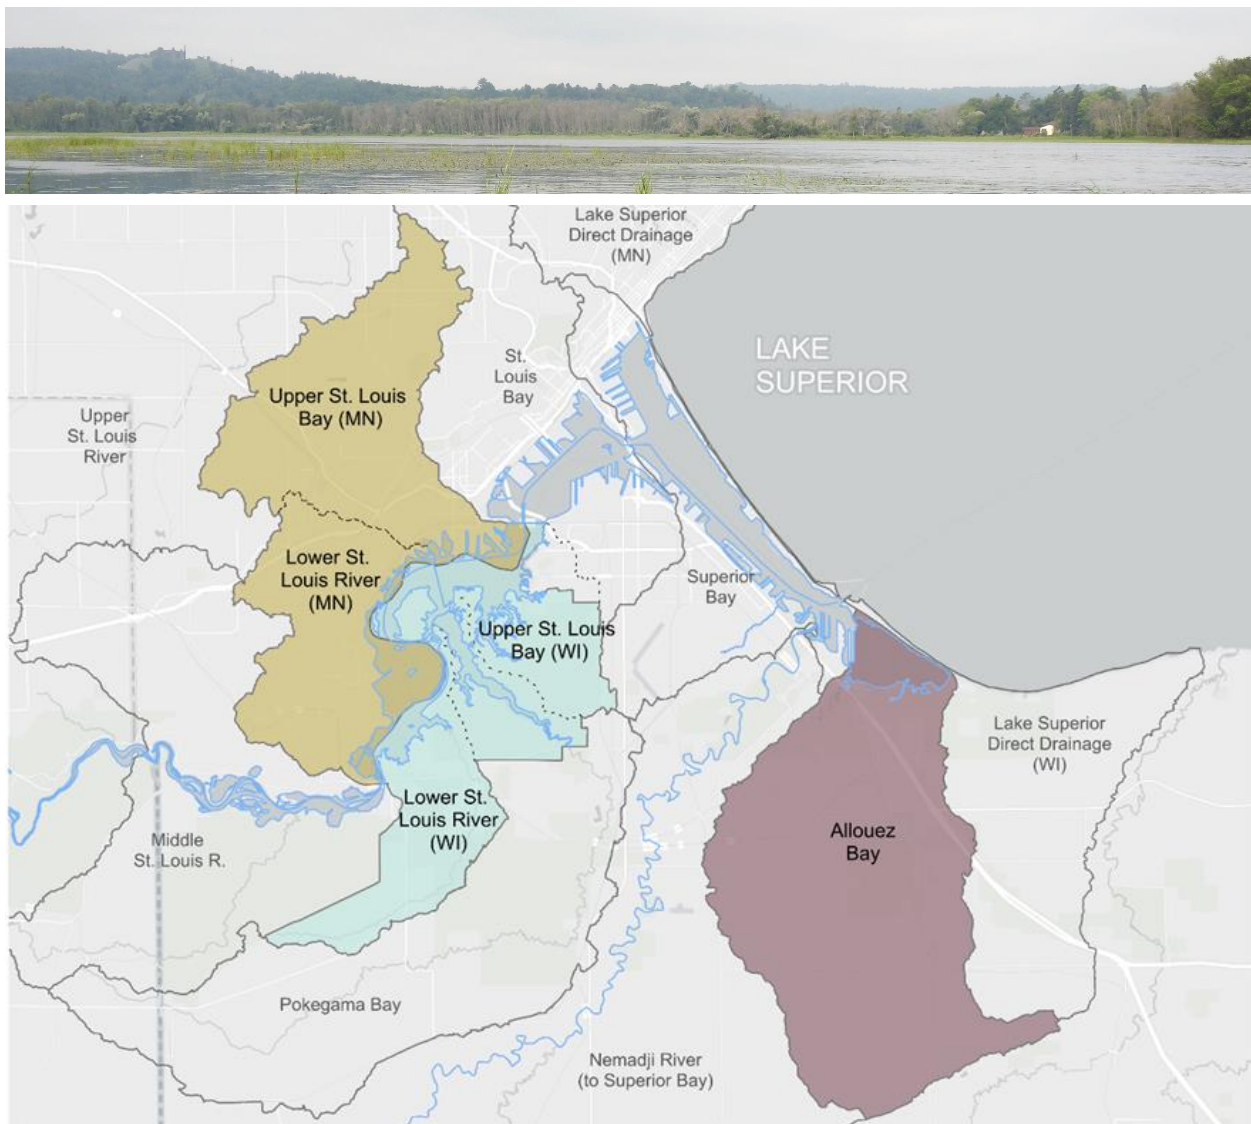 Lake Superior
Direct Drainage
(MN)
LAKE
SUPERIOR
St.
Louis
Bay
Upper St. Louis
Bay (MN)
Upper
St. Louis
River
Lower St.
Louis River
(MN)
Superior
Bay
Upper St. Louis
Bay (WI)
Lake Superior
Direct Drainage
(WI)
Lower St.
Louis River
(WI)
Middle
St. Louis R.
Allouez
Bay
Pokegama Bay
Nemadji River
(to Superior Bay)